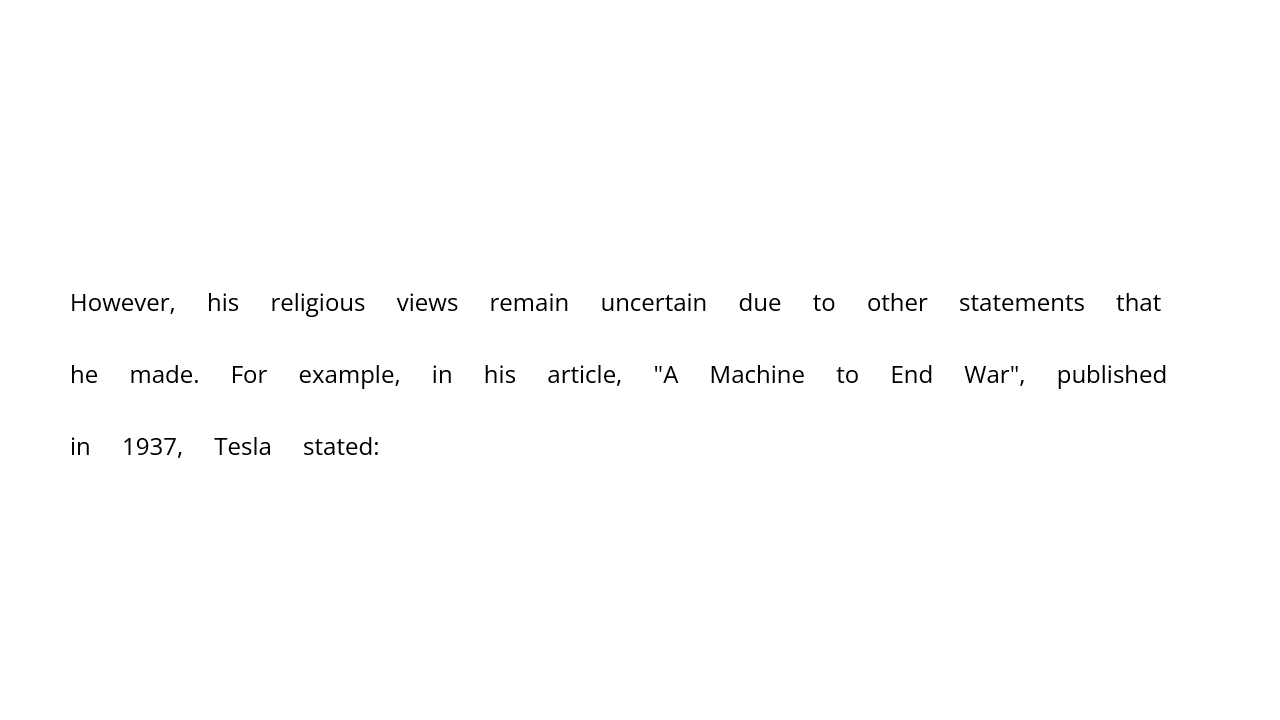 However, his religious views remain uncertain due to other statements that
he made. For example, in his article, "A Machine to End War", published
in 1937, Tesla stated: